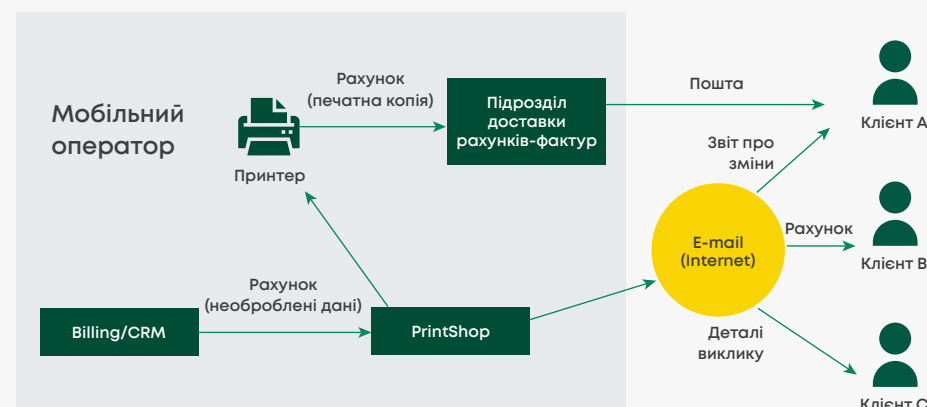 Мобільний
оператор
Рахунок
(печатна копія)
Принтер
Підрозділ
доставки
рахунків-фактур
Пошта
Клієнт А
Звіт про
зміни
E-mail
(Internet)
Рахунок
Клієнт В
Рахунок
(необроблені дані)
Billing/CRM
PrintShop
Деталі
виклику
Клієнт С